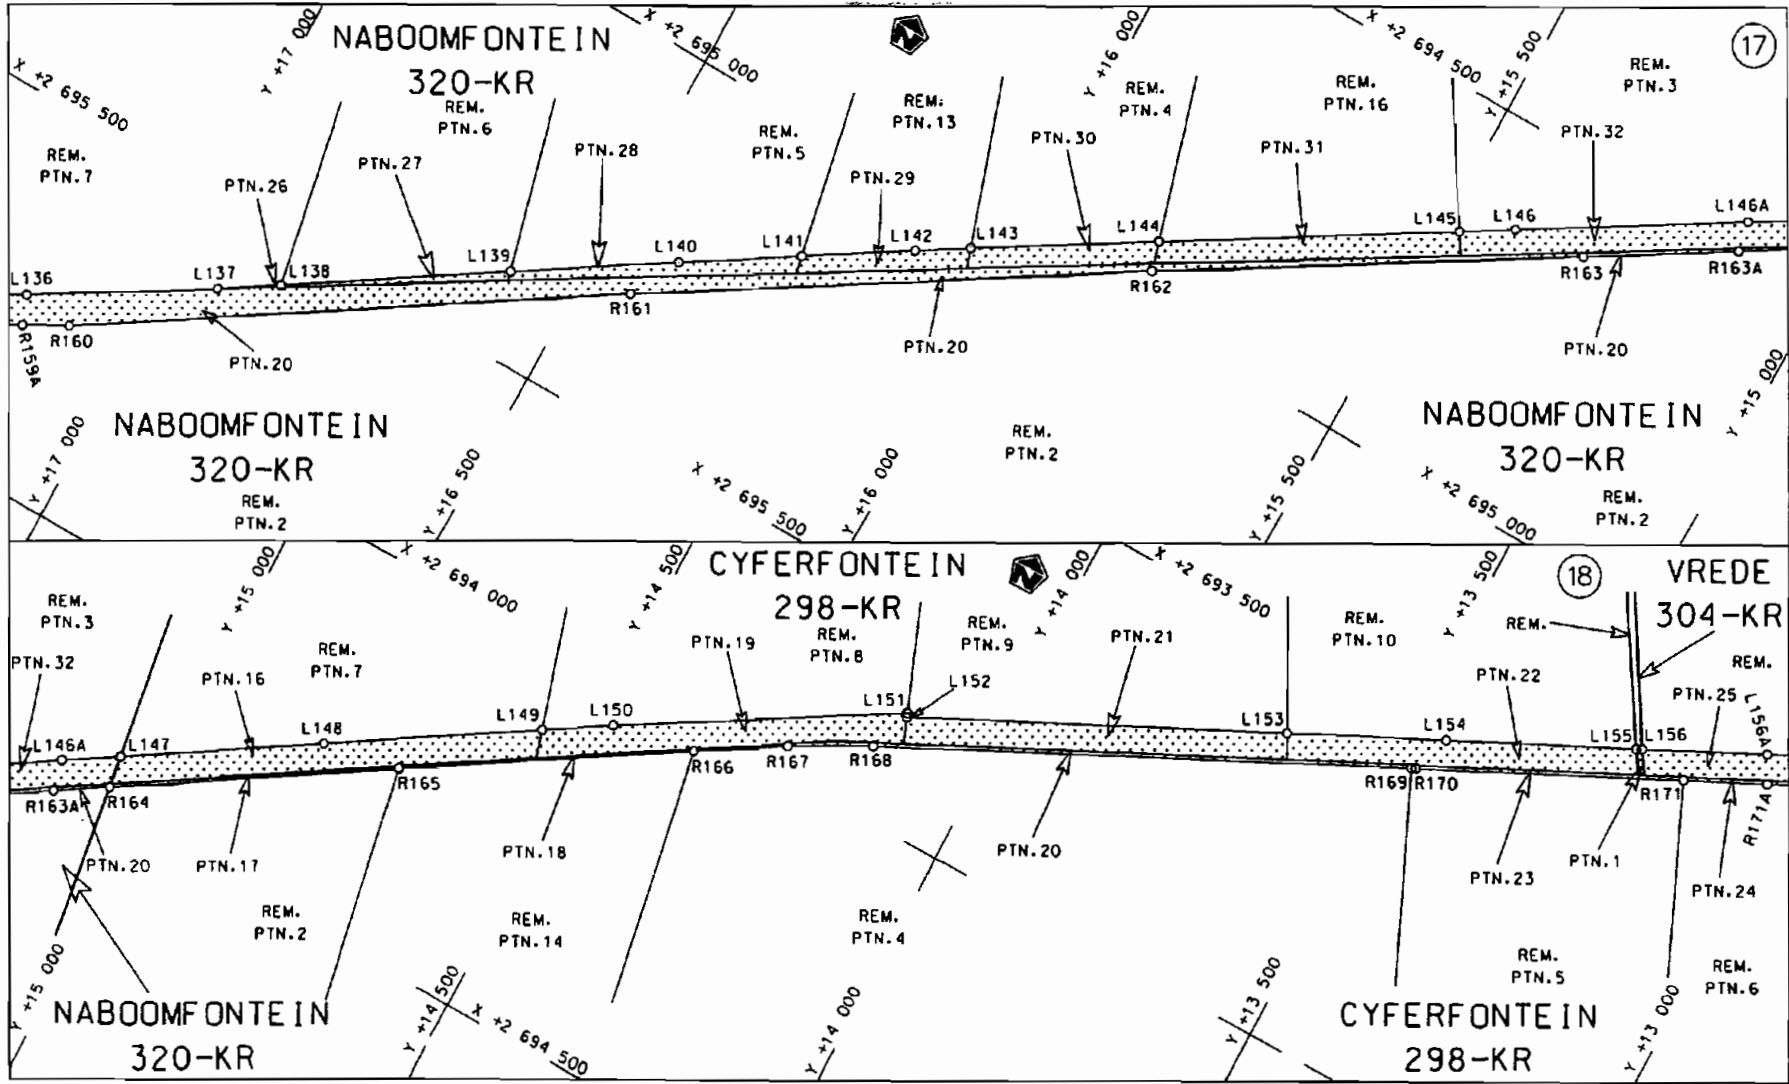 X +2 695 500
Y +17 000
NABOOMFONTEIN
320-KR
X +2 695 000
N
Y +16 000
X +2 694 500
Y +15 500
17
REM.
PTN.7
REM.
PTN.6
REM.
PTN.5
REM.
PTN.13
REM.
PTN.4
REM.
PTN.16
REM.
PTN.3
PTN.26
PTN.27
PTN.28
PTN.29
PTN.30
PTN.31
PTN.32
L136
L137
L138
L139
L140
L141
L142
L143
L144
L145
L146
L146A
R159A
R160
R161
R162
R163
R163A
PTN.20
PTN.20
PTN.20
NABOOMFONTEIN
320-KR
REM.
PTN.2
REM.
PTN.2
NABOOMFONTEIN
320-KR
REM.
PTN.2
Y +17 000
Y +16 500
X +2 695 500
Y +16 000
Y +15 500
X +2 695 000
Y +15 000
Y +15 000
X +2 694 000
Y +14 500
CYFERFONTEIN
298-KR
N
Y +14 000
X +2 693 500
Y +13 500
18
VREDE
304-KR
REM.
PTN.3
REM.
PTN.7
REM.
PTN.8
REM.
PTN.9
REM.
PTN.10
REM.
REM.
PTN.32
PTN.16
PTN.19
PTN.21
PTN.22
PTN.25
L146A
L147
L148
L149
L150
L151
L152
L153
L154
L155
L156
L156A
R163A
R164
R165
R166
R167
R168
R169
R170
R171
R171A
PTN.20
PTN.17
PTN.18
PTN.20
PTN.23
PTN.1
PTN.24
REM.
PTN.2
REM.
PTN.14
REM.
PTN.4
REM.
PTN.5
REM.
PTN.6
NABOOMFONTEIN
320-KR
CYFERFONTEIN
298-KR
Y +15 000
Y +14 500
X +2 694 500
Y +14 000
Y +13 500
Y +13 000